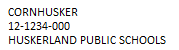 CORNHUSKER
12-1234-000
HUSKERLAND PUBLIC SCHOOLS